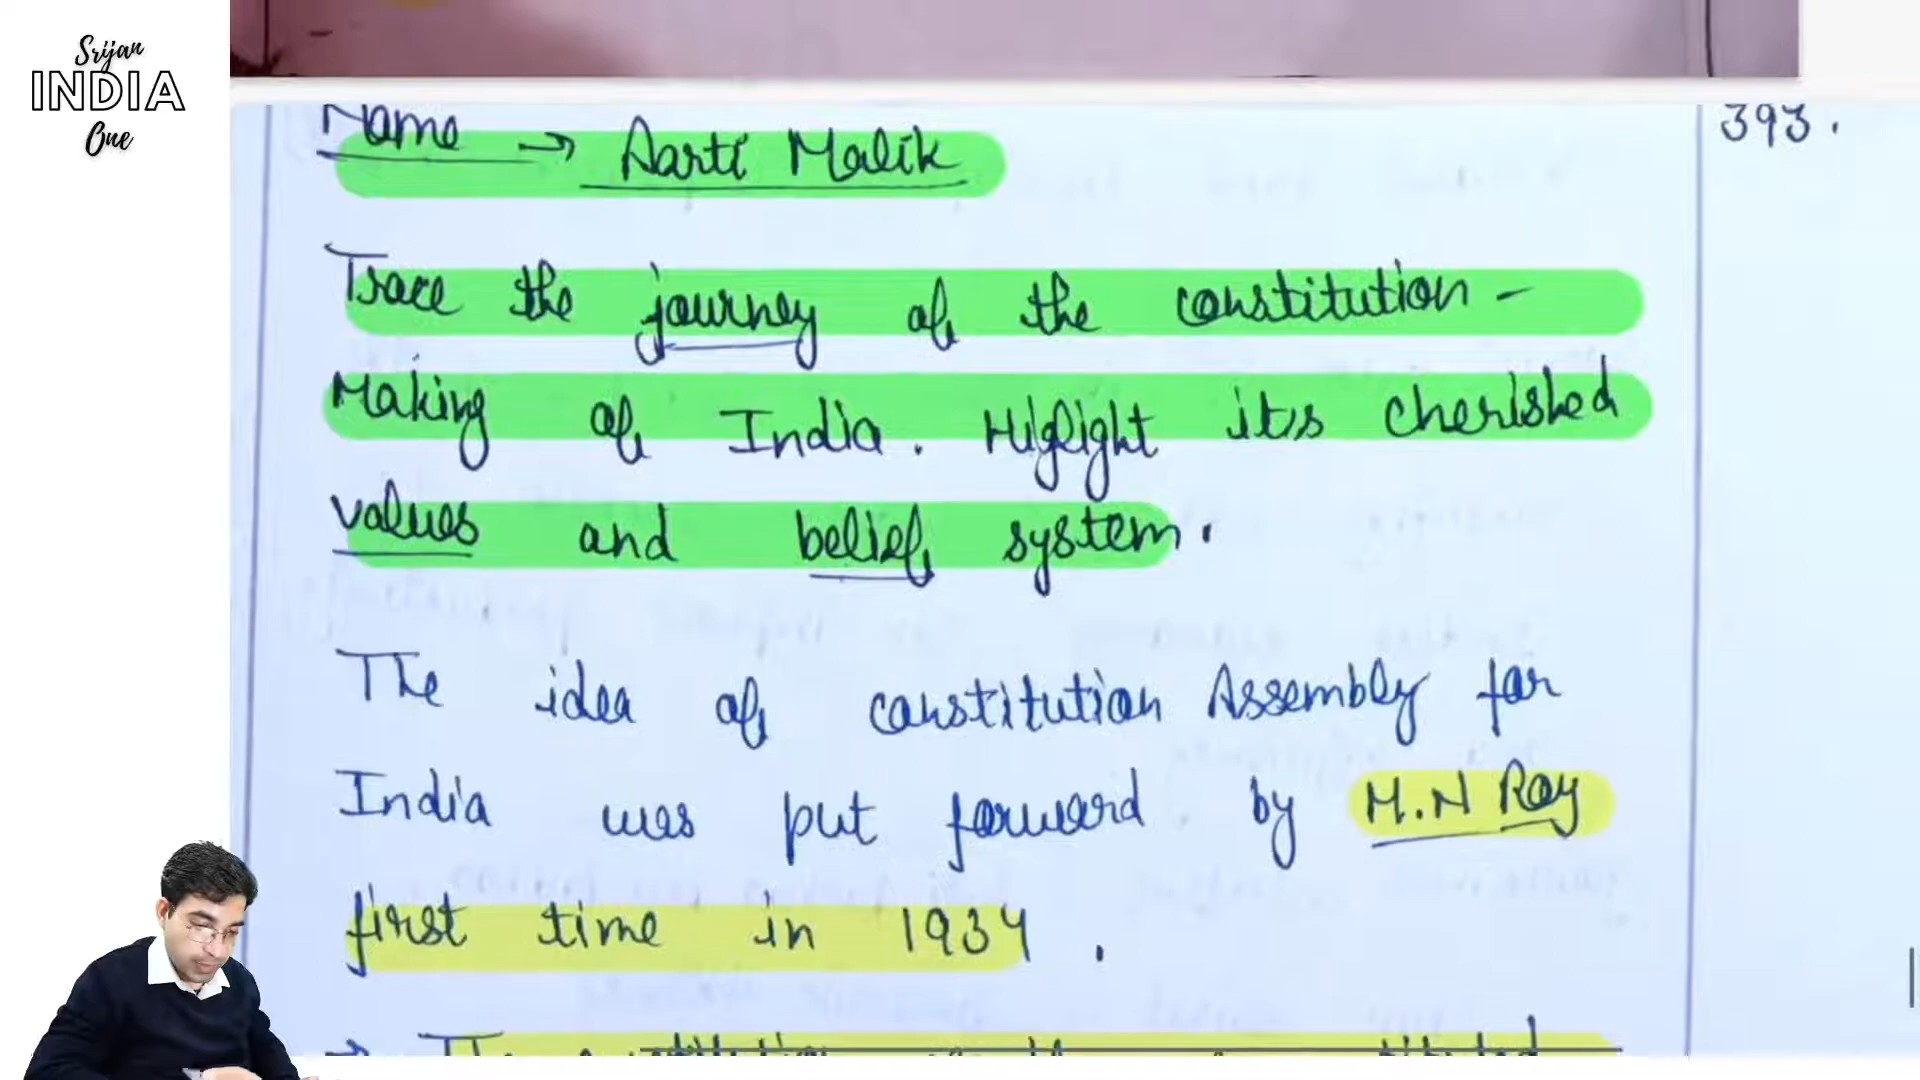 Srijan
INDIA
One
393.
Name → Aarti Malik
Trace the journey of the constitution -
Making of India. Higlight its cherished
values and belief system.
The idea of constitution Assembly for
India was put forward by M.N Roy
first time in 1934.